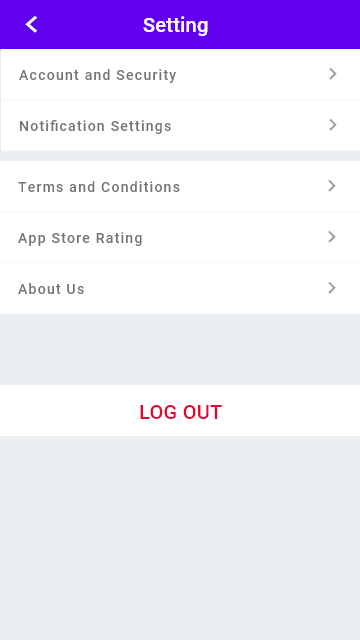 Setting
Account and Security
Notification Settings
Terms and Conditions
App Store Rating
About Us
LOG OUT